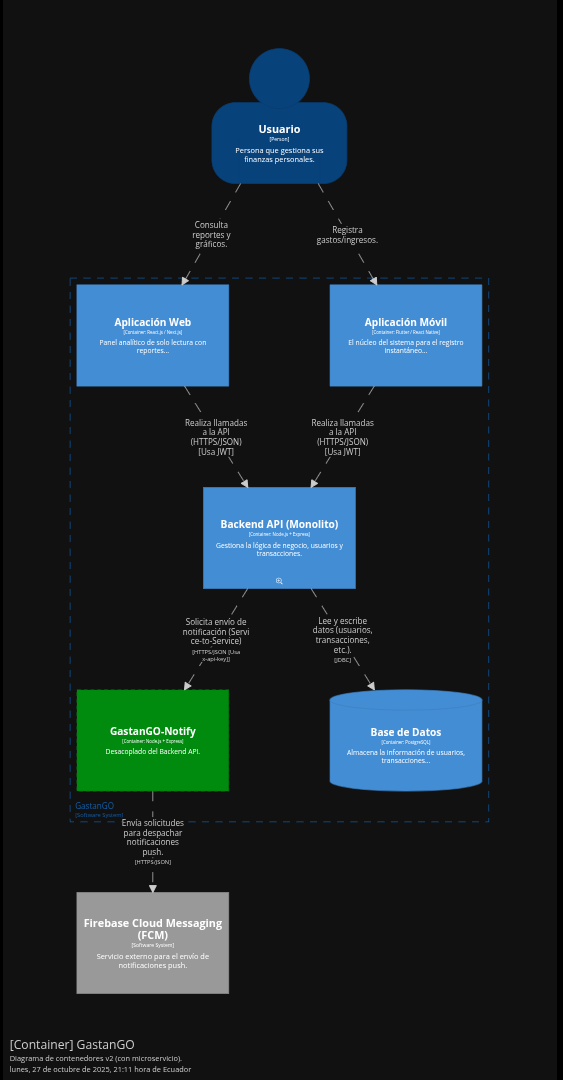 Usuario
[Person]
Persona que gestiona sus
finanzas personales.
Consulta
reportes y
gráficos.
Registra
gastos/ingresos.
Aplicación Web
[Container: React.js / Next.js]
Panel analítico de solo lectura con
reportes...
Aplicación Móvil
[Container: Flutter / React Native]
El núcleo del sistema para el registro
instantáneo...
Realiza llamadas
a la API
(HTTPS/JSON)
[Usa JWT]
Realiza llamadas
a la API
(HTTPS/JSON)
[Usa JWT]
Backend API (Monolito)
[Container: Node.js + Express]
Gestiona la lógica de negocio, usuarios y
transacciones.
Solicita envío de
notificación (Servi
ce-to-Service)
[HTTPS/JSON [Usa
x-api-key]]
Lee y escribe
datos (usuarios,
transacciones,
etc.).
[JDBC]
GastanGO-Notify
[Container: Node.js + Express]
Desacoplado del Backend API.
Base de Datos
[Container: PostgreSQL]
Almacena la información de usuarios,
transacciones...
GastanGO
[Software System]
Envía solicitudes
para despachar
notificaciones
push.
[HTTPS/JSON]
Firebase Cloud Messaging
(FCM)
[Software System]
Servicio externo para el envío de
notificaciones push.
[Container] GastanGO
Diagrama de contenedores v2 (con microservicio).
lunes, 27 de octubre de 2025, 21:11 hora de Ecuador